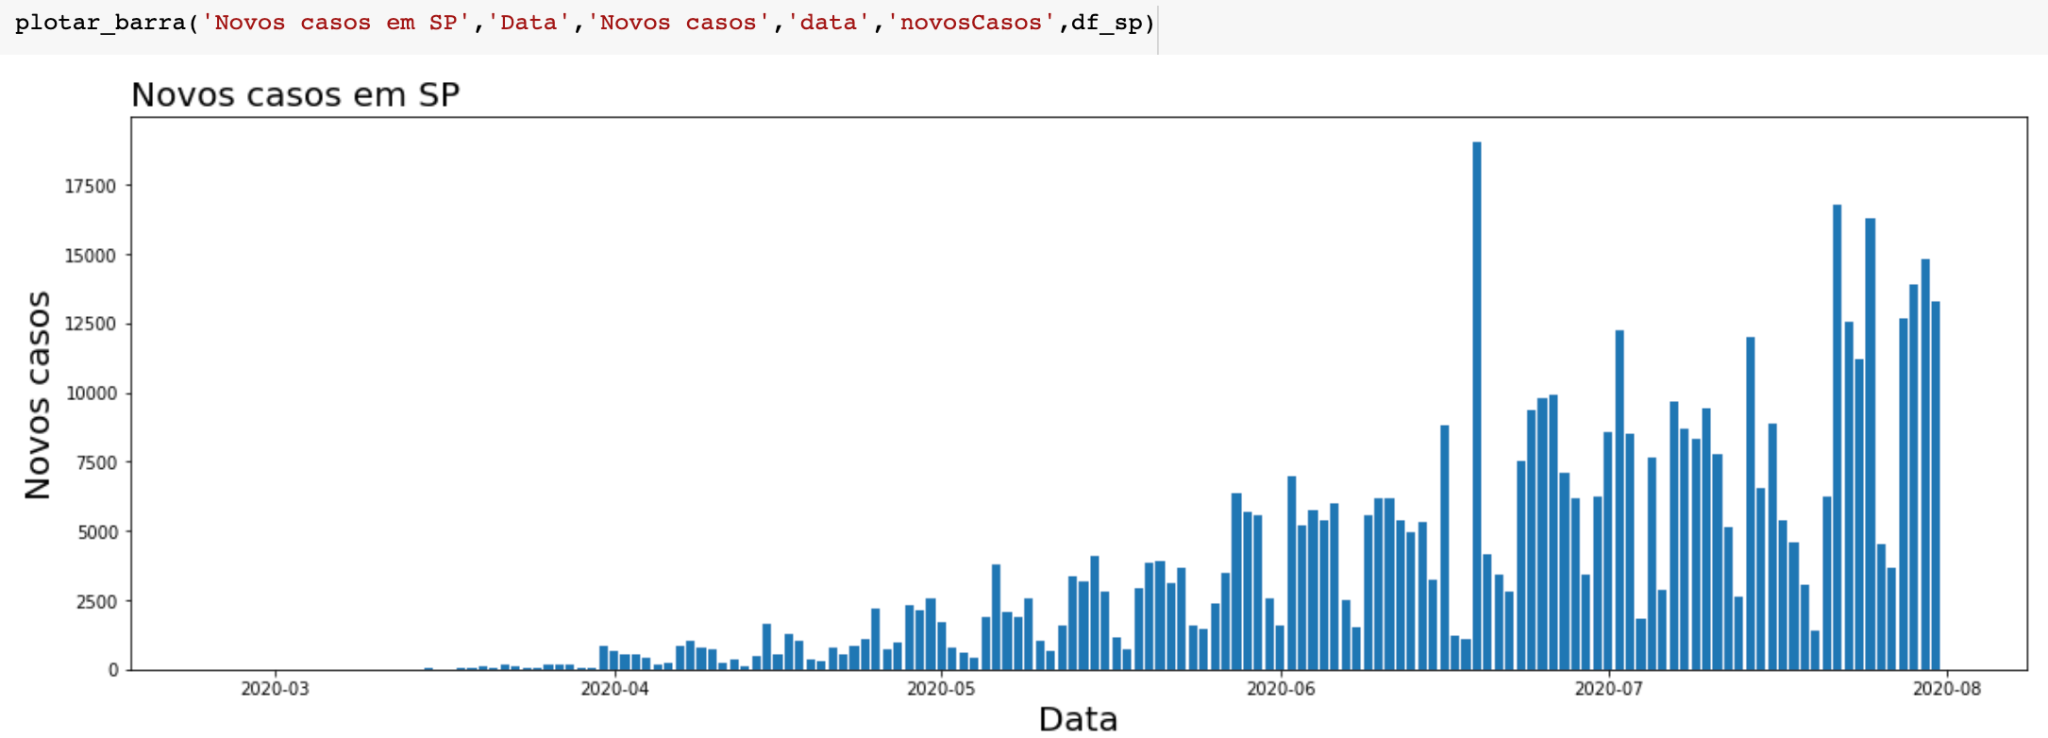 plotar_barra('Novos casos em SP','Data','Novos casos','data','novosCasos',df_sp)
Novos casos em SP
Novos casos
17500
15000
12500
10000
7500
5000
2500
0
2020-03 2020-04 2020-05 2020-06 2020-07 2020-08
Data